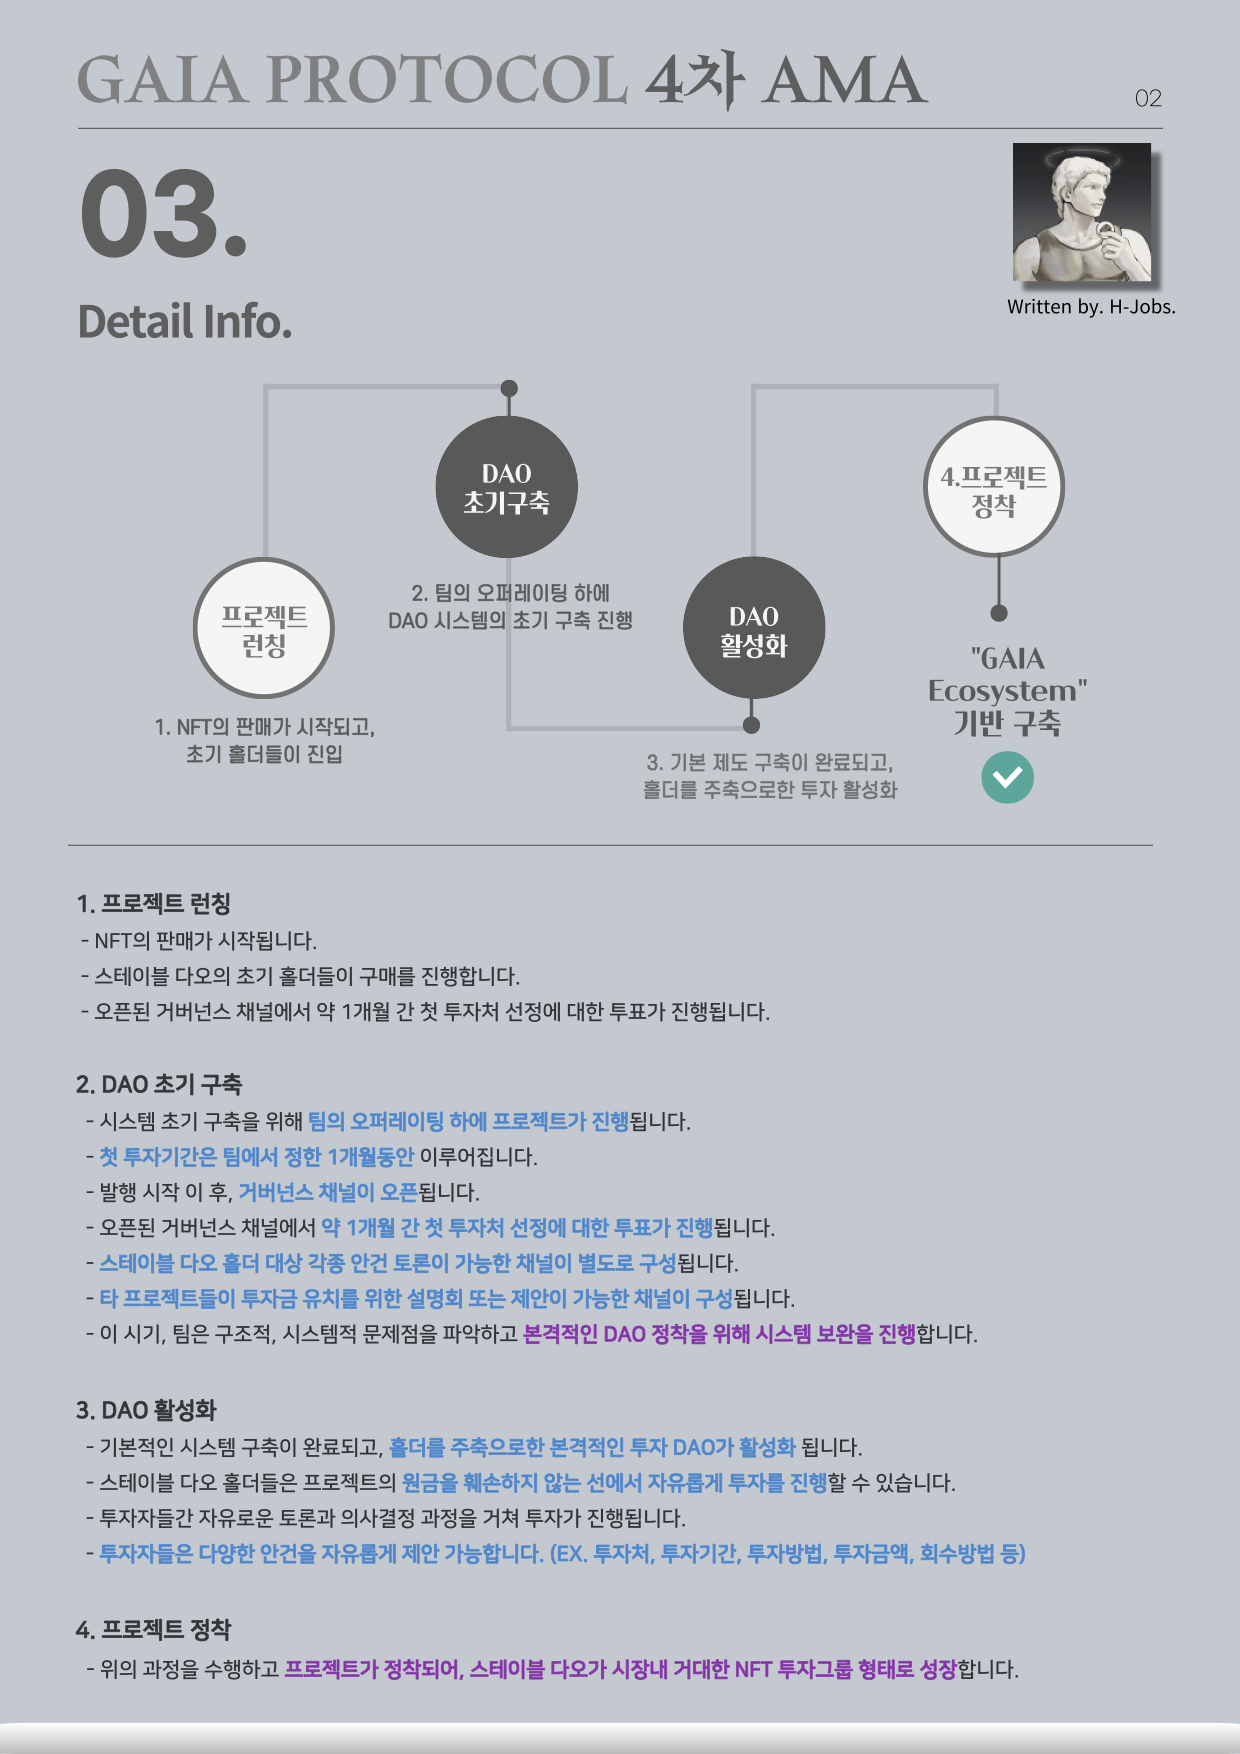 GAIA PROTOCOL 4차 AMA
02
03.
Detail Info.
Written by. H-Jobs.
DAO
초기구축
4.프로젝트
정착
2. 팀의 오퍼레이팅 하에
DAO 시스템의 초기 구축 진행
프로젝트
런칭
DAO
활성화
"GAIA
Ecosystem"
기반 구축
1. NFT의 판매가 시작되고,
초기 홀더들이 진입
3. 기본 제도 구축이 완료되고,
홀더를 주축으로한 투자 활성화
1. 프로젝트 런칭
- NFT의 판매가 시작됩니다.
- 스테이블 다오의 초기 홀더들이 구매를 진행합니다.
- 오픈된 거버넌스 채널에서 약 1개월 간 첫 투자처 선정에 대한 투표가 진행됩니다.
2. DAO 초기 구축
- 시스템 초기 구축을 위해 팀의 오퍼레이팅 하에 프로젝트가 진행됩니다.
- 첫 투자기간은 팀에서 정한 1개월동안 이루어집니다.
- 발행 시작 이 후, 거버넌스 채널이 오픈됩니다.
- 오픈된 거버넌스 채널에서 약 1개월 간 첫 투자처 선정에 대한 투표가 진행됩니다.
- 스테이블 다오 홀더 대상 각종 안건 토론이 가능한 채널이 별도로 구성됩니다.
- 타 프로젝트들이 투자금 유치를 위한 설명회 또는 제안이 가능한 채널이 구성됩니다.
- 이 시기, 팀은 구조적, 시스템적 문제점을 파악하고 본격적인 DAO 정착을 위해 시스템 보완을 진행합니다.
3. DAO 활성화
- 기본적인 시스템 구축이 완료되고, 홀더를 주축으로한 본격적인 투자 DAO가 활성화 됩니다.
- 스테이블 다오 홀더들은 프로젝트의 원금을 훼손하지 않는 선에서 자유롭게 투자를 진행할 수 있습니다.
- 투자자들간 자유로운 토론과 의사결정 과정을 거쳐 투자가 진행됩니다.
- 투자자들은 다양한 안건을 자유롭게 제안 가능합니다. (EX. 투자처, 투자기간, 투자방법, 투자금액, 회수방법 등)
4. 프로젝트 정착
- 위의 과정을 수행하고 프로젝트가 정착되어, 스테이블 다오가 시장내 거대한 NFT 투자그룹 형태로 성장합니다.